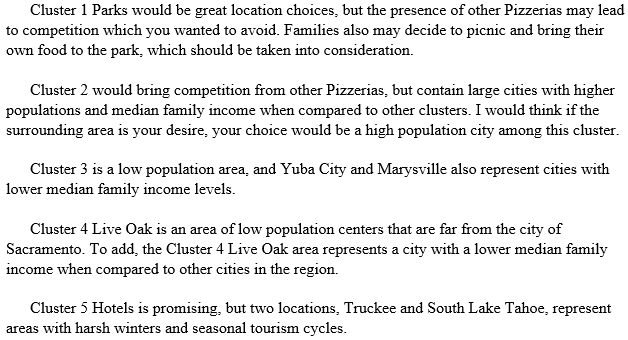 Cluster 1 Parks would be great location choices, but the presence of other Pizzerias may lead
to competition which you wanted to avoid. Families also may decide to picnic and bring their
own food to the park, which should be taken into consideration.
Cluster 2 would bring competition from other Pizzerias, but contain large cities with higher
populations and median family income when compared to other clusters. I would think if the
surrounding area is your desire, your choice would be a high population city among this cluster.
Cluster 3 is a low population area, and Yuba City and Marysville also represent cities with
lower median family income levels.
Cluster 4 Live Oak is an area of low population centers that are far from the city of
Sacramento. To add, the Cluster 4 Live Oak area represents a city with a lower median family
income when compared to other cities in the region.
Cluster 5 Hotels is promising, but two locations, Truckee and South Lake Tahoe, represent
areas with harsh winters and seasonal tourism cycles.